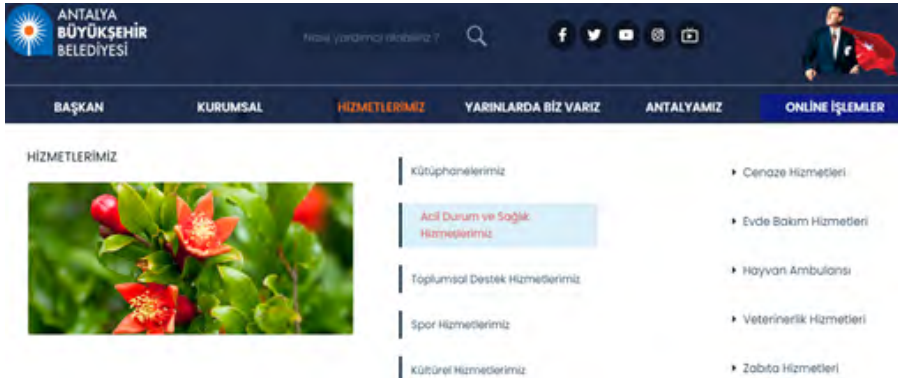 ANTALYA
BÜYÜKŞEHİR
BELEDİYESİ
Nasıl yardımcı olabiliriz ?
BAŞKAN
KURUMSAL
HİZMETLERİMİZ
YARINLARDA BİZ VARIZ
ANTALYAMIZ
ONLİNE İŞLEMLER
HİZMETLERİMİZ
Kütüphanelerimiz
Acil Durum ve Sağlık
Hizmetlerimiz
Toplumsal Destek Hizmetlerimiz
Spor Hizmetlerimiz
Kültürel Hizmetlerimiz
Cenaze Hizmetleri
Evde Bakım Hizmetleri
Hayvan Ambulansı
Veterinerlik Hizmetleri
Zabıta Hizmetleri